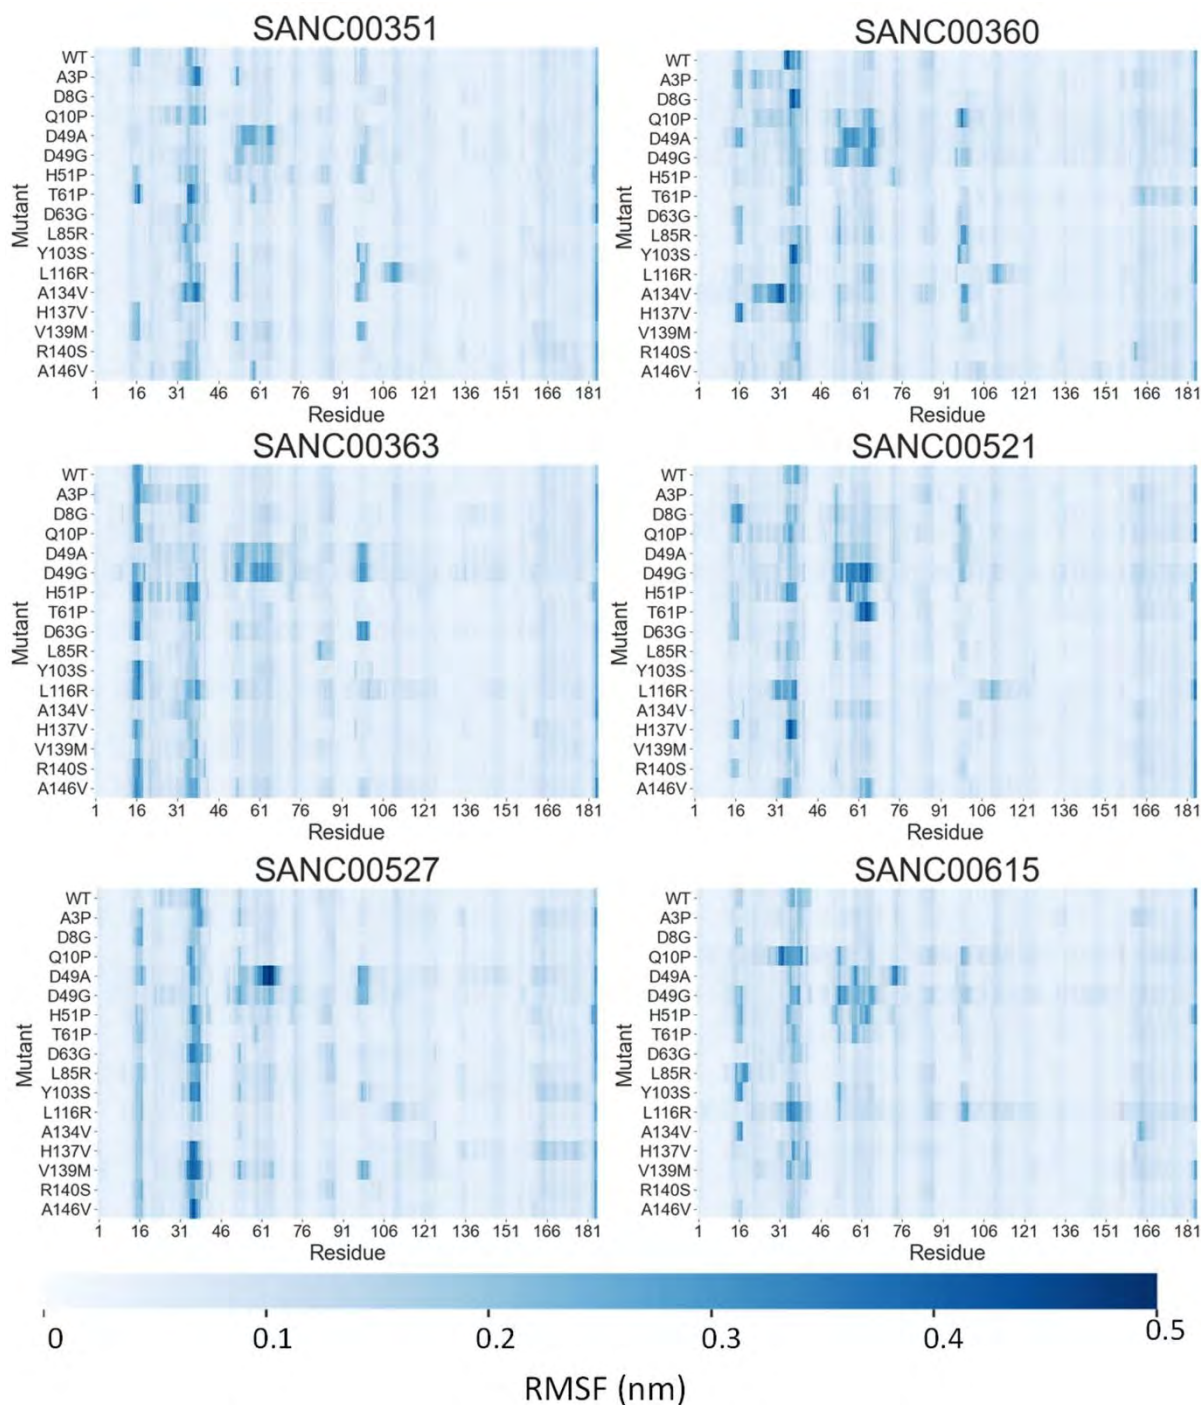 SANC00351
WT
A3P
D8G
Q10P
D49A
D49G
H51P
T61P
D63G
L85R
Y103S
L116R
A134V
H137V
V139M
R140S
A146V
Mutant
1 16 31 46 61 76 91 106 121 136 151 166 181
Residue
SANC00360
WT
A3P
D8G
Q10P
D49A
D49G
H51P
T61P
D63G
L85R
Y103S
L116R
A134V
H137V
V139M
R140S
A146V
Mutant
1 16 31 46 61 76 91 106 121 136 151 166 181
Residue
SANC00363
WT
A3P
D8G
Q10P
D49A
D49G
H51P
T61P
D63G
L85R
Y103S
L116R
A134V
H137V
V139M
R140S
A146V
Mutant
1 16 31 46 61 76 91 106 121 136 151 166 181
Residue
SANC00521
WT
A3P
D8G
Q10P
D49A
D49G
H51P
T61P
D63G
L85R
Y103S
L116R
A134V
H137V
V139M
R140S
A146V
Mutant
1 16 31 46 61 76 91 106 121 136 151 166 181
Residue
SANC00527
WT
A3P
D8G
Q10P
D49A
D49G
H51P
T61P
D63G
L85R
Y103S
L116R
A134V
H137V
V139M
R140S
A146V
Mutant
1 16 31 46 61 76 91 106 121 136 151 166 181
Residue
SANC00615
WT
A3P
D8G
Q10P
D49A
D49G
H51P
T61P
D63G
L85R
Y103S
L116R
A134V
H137V
V139M
R140S
A146V
Mutant
1 16 31 46 61 76 91 106 121 136 151 166 181
Residue
0 0.1 0.2 0.3 0.4 0.5
RMSF (nm)